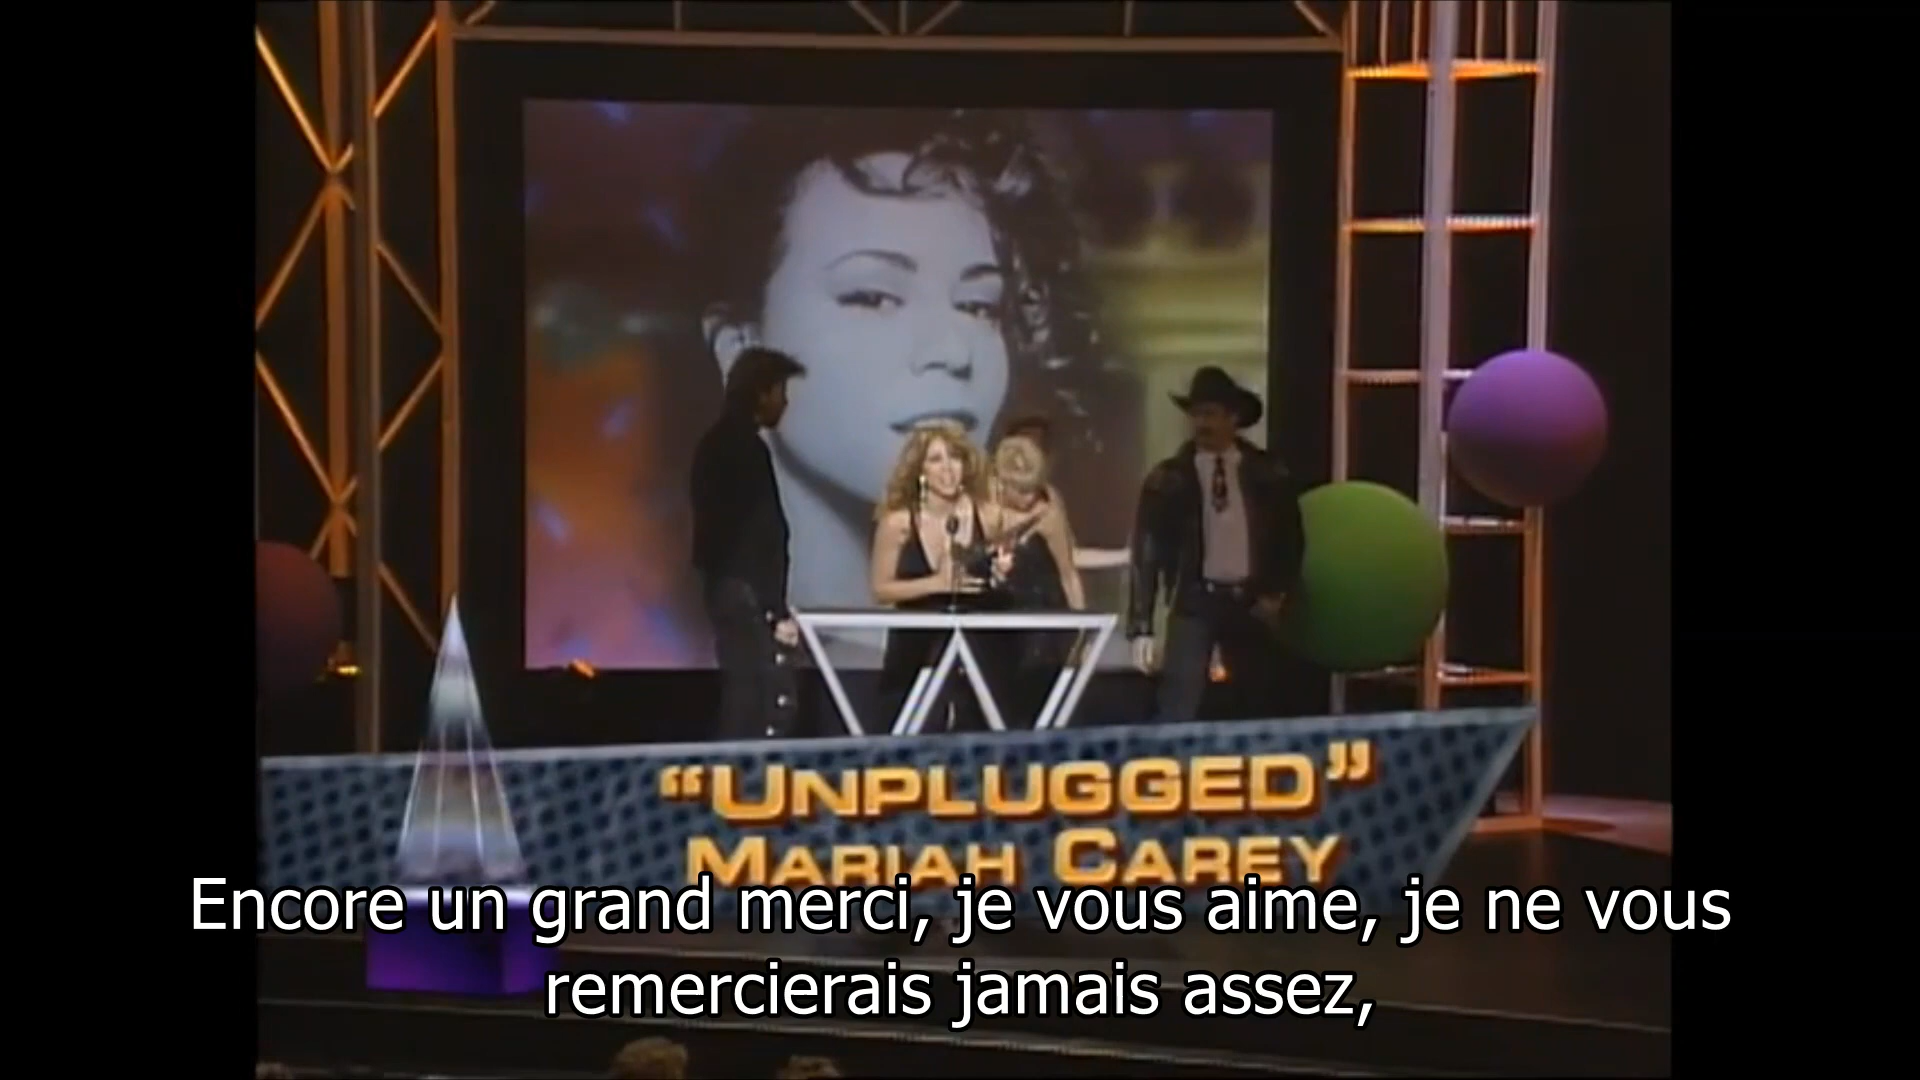 “UNPLUGGED”
MARIAH CAREY
Encore un grand merci, je vous aime, je ne vous
remercierais jamais assez,